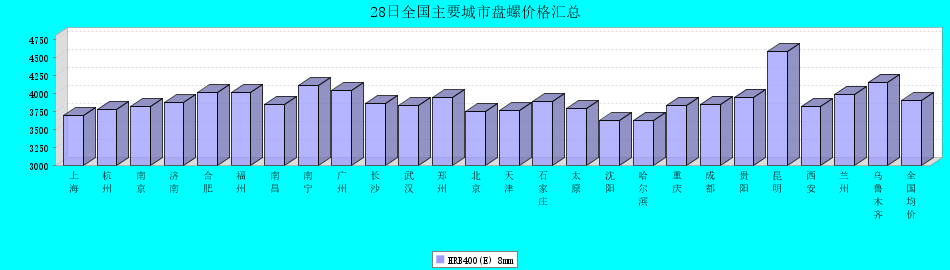 28日全国主要城市盘螺价格汇总
4750
4500
4250
4000
3750
3500
3250
3000
上海 杭州 南京 济南 合肥 福州 南昌 南宁 广州 长沙 武汉 郑州 北京 天津 石家庄 太原 沈阳 哈尔滨 重庆 成都 贵阳 昆明 西安 兰州 乌鲁木齐 全国均价
HRB400(E) 8mm